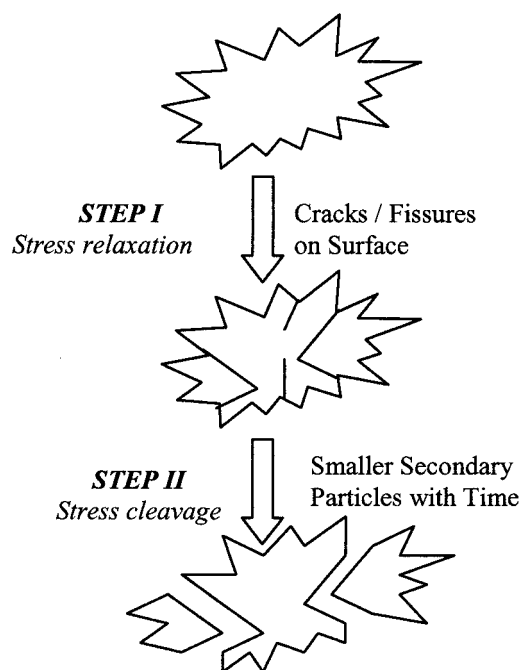 STEP I
Stress relaxation
Cracks / Fissures
on Surface
STEP II
Stress cleavage
Smaller Secondary
Particles with Time